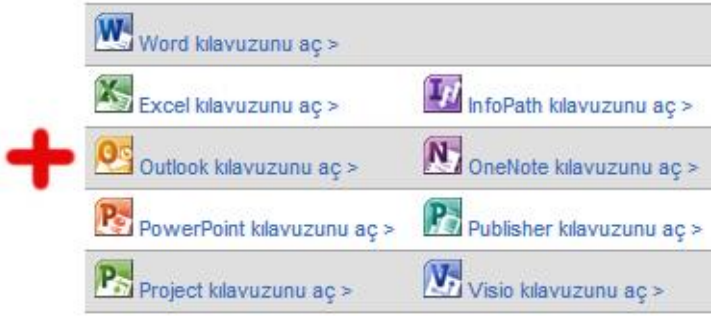 Word kılavuzunu aç >
Excel kılavuzunu aç >
InfoPath kılavuzunu aç >
Outlook kılavuzunu aç >
OneNote kılavuzunu aç >
PowerPoint kılavuzunu aç >
Publisher kılavuzunu aç >
Project kılavuzunu aç >
Visio kılavuzunu aç >